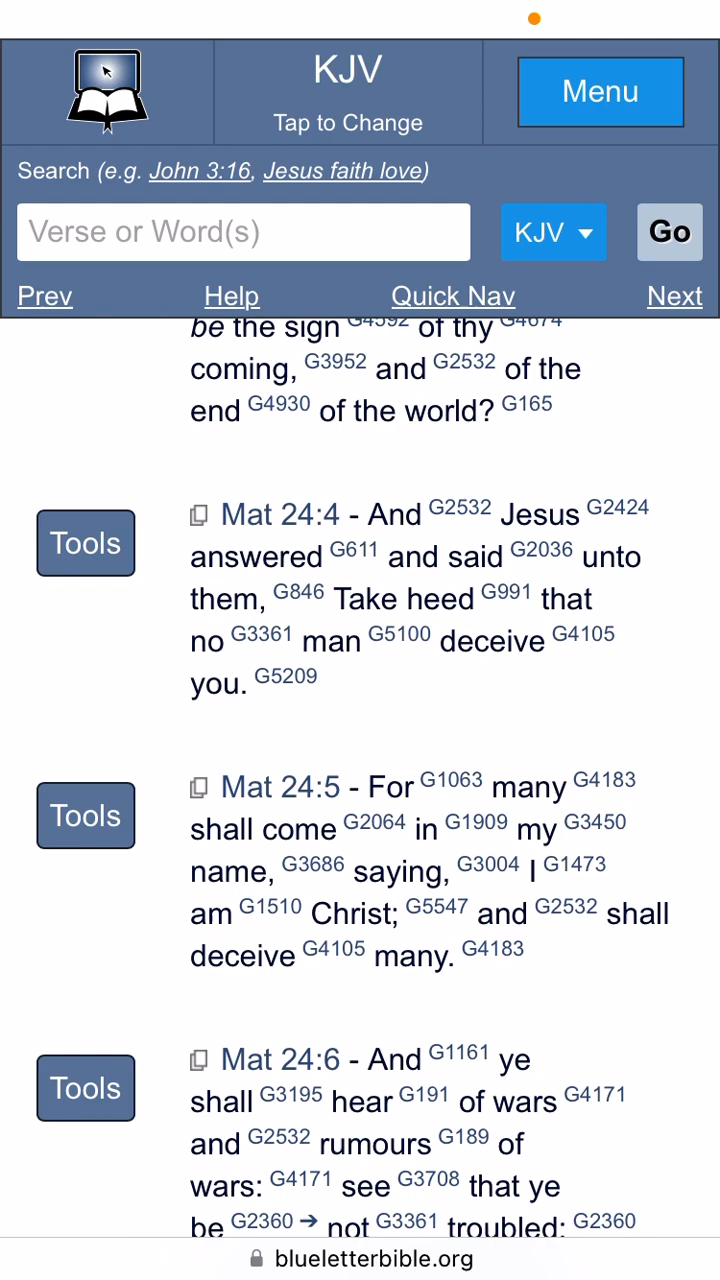 KJV
Tap to Change
Menu
Search (e.g. John 3:16, Jesus faith love)
Verse or Word(s)
KJV
Go
Prev Help Quick Nav Next
be the sign G4592 of thy G4674
coming, G3952 and G2532 of the
end G4930 of the world? G165
Tools
Mat 24:4 - And G2532 Jesus G2424
answered G611 and said G2036 unto
them, G846 Take heed G991 that
no G3361 man G5100 deceive G4105
you. G5209
Tools
Mat 24:5 - For G1063 many G4183
shall come G2064 in G1909 my G3450
name, G3686 saying, G3004 I G1473
am G1510 Christ; G5547 and G2532 shall
deceive G4105 many. G4183
Tools
Mat 24:6 - And G1161 ye
shall G3195 hear G191 of wars G4171
and G2532 rumours G189 of
wars: G4171 see G3708 that ye
be G2360 ➔ not G3361 troubled: G2360
blueletterbible.org